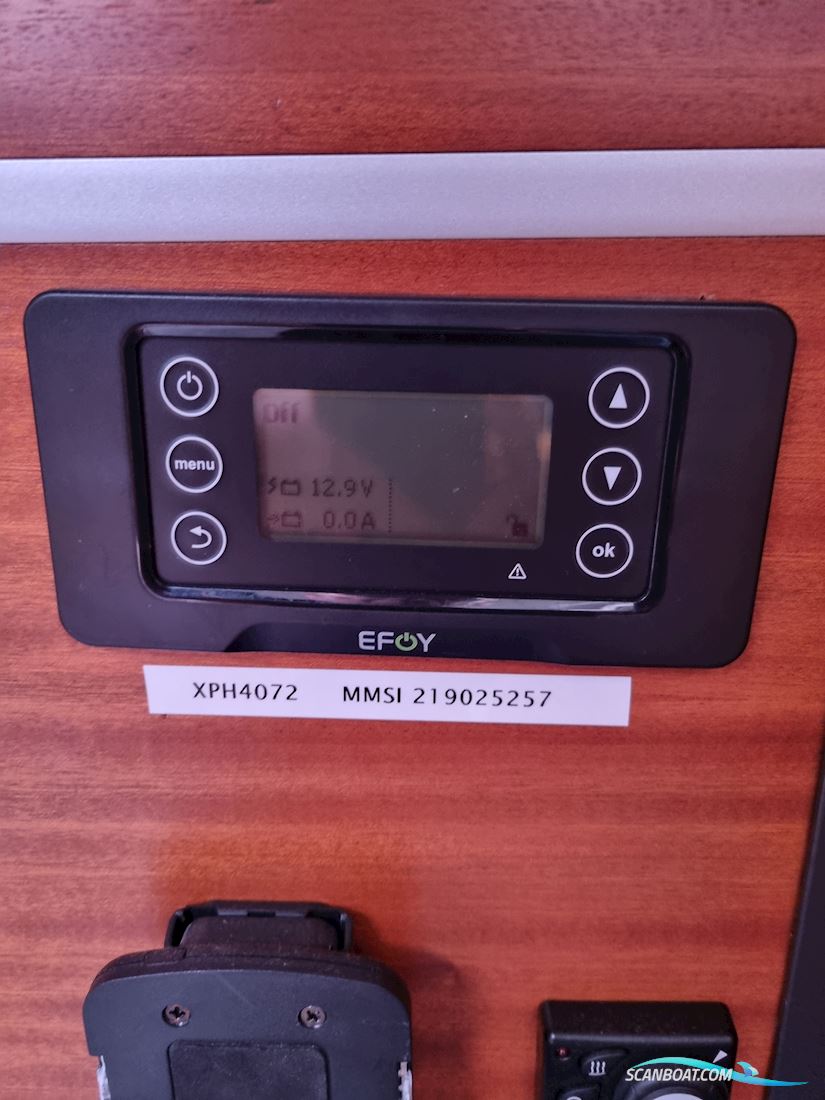 Off
menu
12.9V
0.0A
ok
EFOY
XPH4072 MMSI 219025257
SCANBOAT.COM